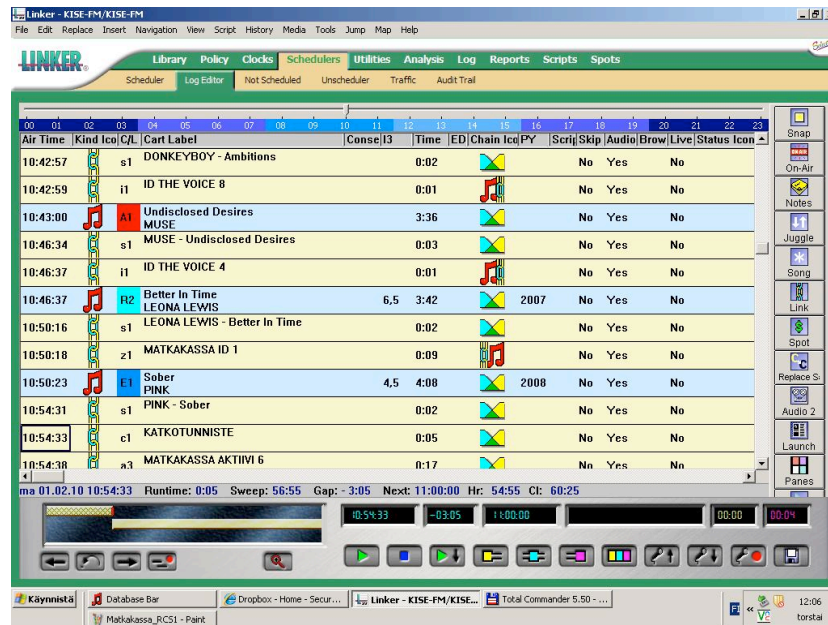 Linker - KISE-FM/KISE-FM
File Edit Replace Insert Navigation View Script History Media Tools Jump Map Help
LINKER
Library Policy Clocks Schedulers Utilities Analysis Log Reports Scripts Spots
Scheduler Log Editor Not Scheduled Unscheduler Traffic Audit Trail
00 01 02 03 04 05 06 07 08 09 10 11 12 13 14 15 16 17 18 19 20 21 22 23
Air Time Kind Ico C/L Cart Label Conse I3 Time ED Chain Ico PY Scrip Skip Audio Brow Live Status Icon
10:42:57 s1 DONKEYBOY - Ambitions 0:02 No Yes No
10:42:59 i1 ID THE VOICE 8 0:01 No Yes No
10:43:00 A1 Undisclosed Desires 3:36 No Yes No
MUSE
10:46:34 s1 MUSE - Undisclosed Desires 0:03 No Yes No
10:46:37 i1 ID THE VOICE 4 0:01 No Yes No
10:46:37 R2 Better In Time 6,5 3:42 2007 No Yes No
LEONA LEWIS
10:50:16 s1 LEONA LEWIS - Better In Time 0:02 No Yes No
10:50:18 z1 MATKAKASSA ID 1 0:09 No Yes No
10:50:23 E1 Sober 4,5 4:08 2008 No Yes No
PINK
10:54:31 s1 PINK - Sober 0:02 No Yes No
10:54:33 c1 KATKOTUNNISTE 0:05 No Yes No
10:54:38 a3 MATKAKASSA AKTIIVI 6 0:17 No Yes No
ma 01.02.10 10:54:33 Runtime: 0:05 Sweep: 56:55 Gap: - 3:05 Next: 11:00:00 Hr: 54:55 Cl: 60:25
10:54:33 -03:05 11:00:00 00:00 00:04
Snap
On-Air
Notes
Juggle
Song
Link
Spot
Replace S
Audio 2
Launch
Panes
Käynnistä Database Bar Dropbox - Home - Secur... Linker - KISE-FM/KISE... Total Commander 5.50 - ... FI « 12:06
Matkakassa_RCS1 - Paint torstai